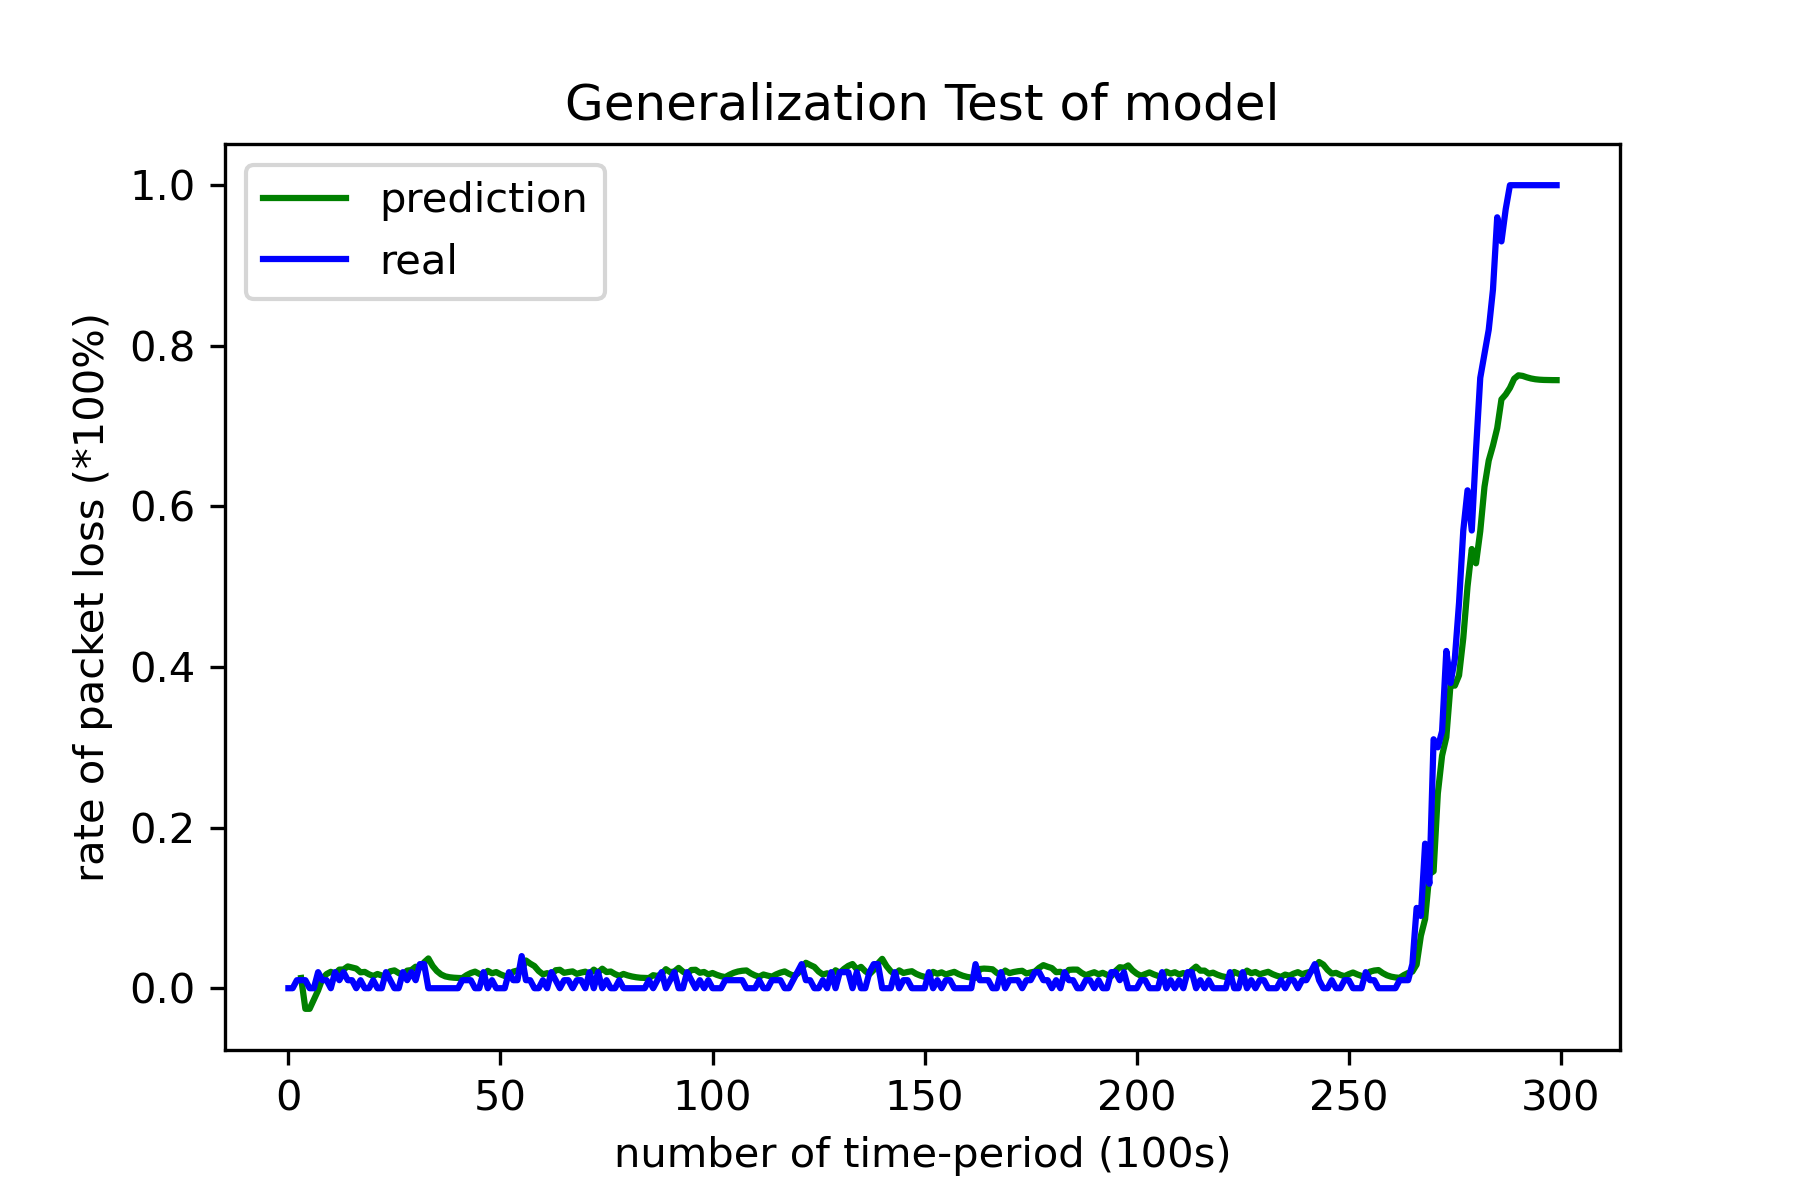 Generalization Test of model
prediction
real
rate of packet loss (*100%)
1.0
0.8
0.6
0.4
0.2
0.0
0 50 100 150 200 250 300
number of time-period (100s)